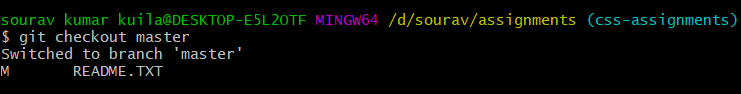 sourav kumar kuila@DESKTOP-E5L2OTF MINGW64 /d/sourav/assignments (css-assignments)
$ git checkout master
Switched to branch 'master'
M       README.TXT